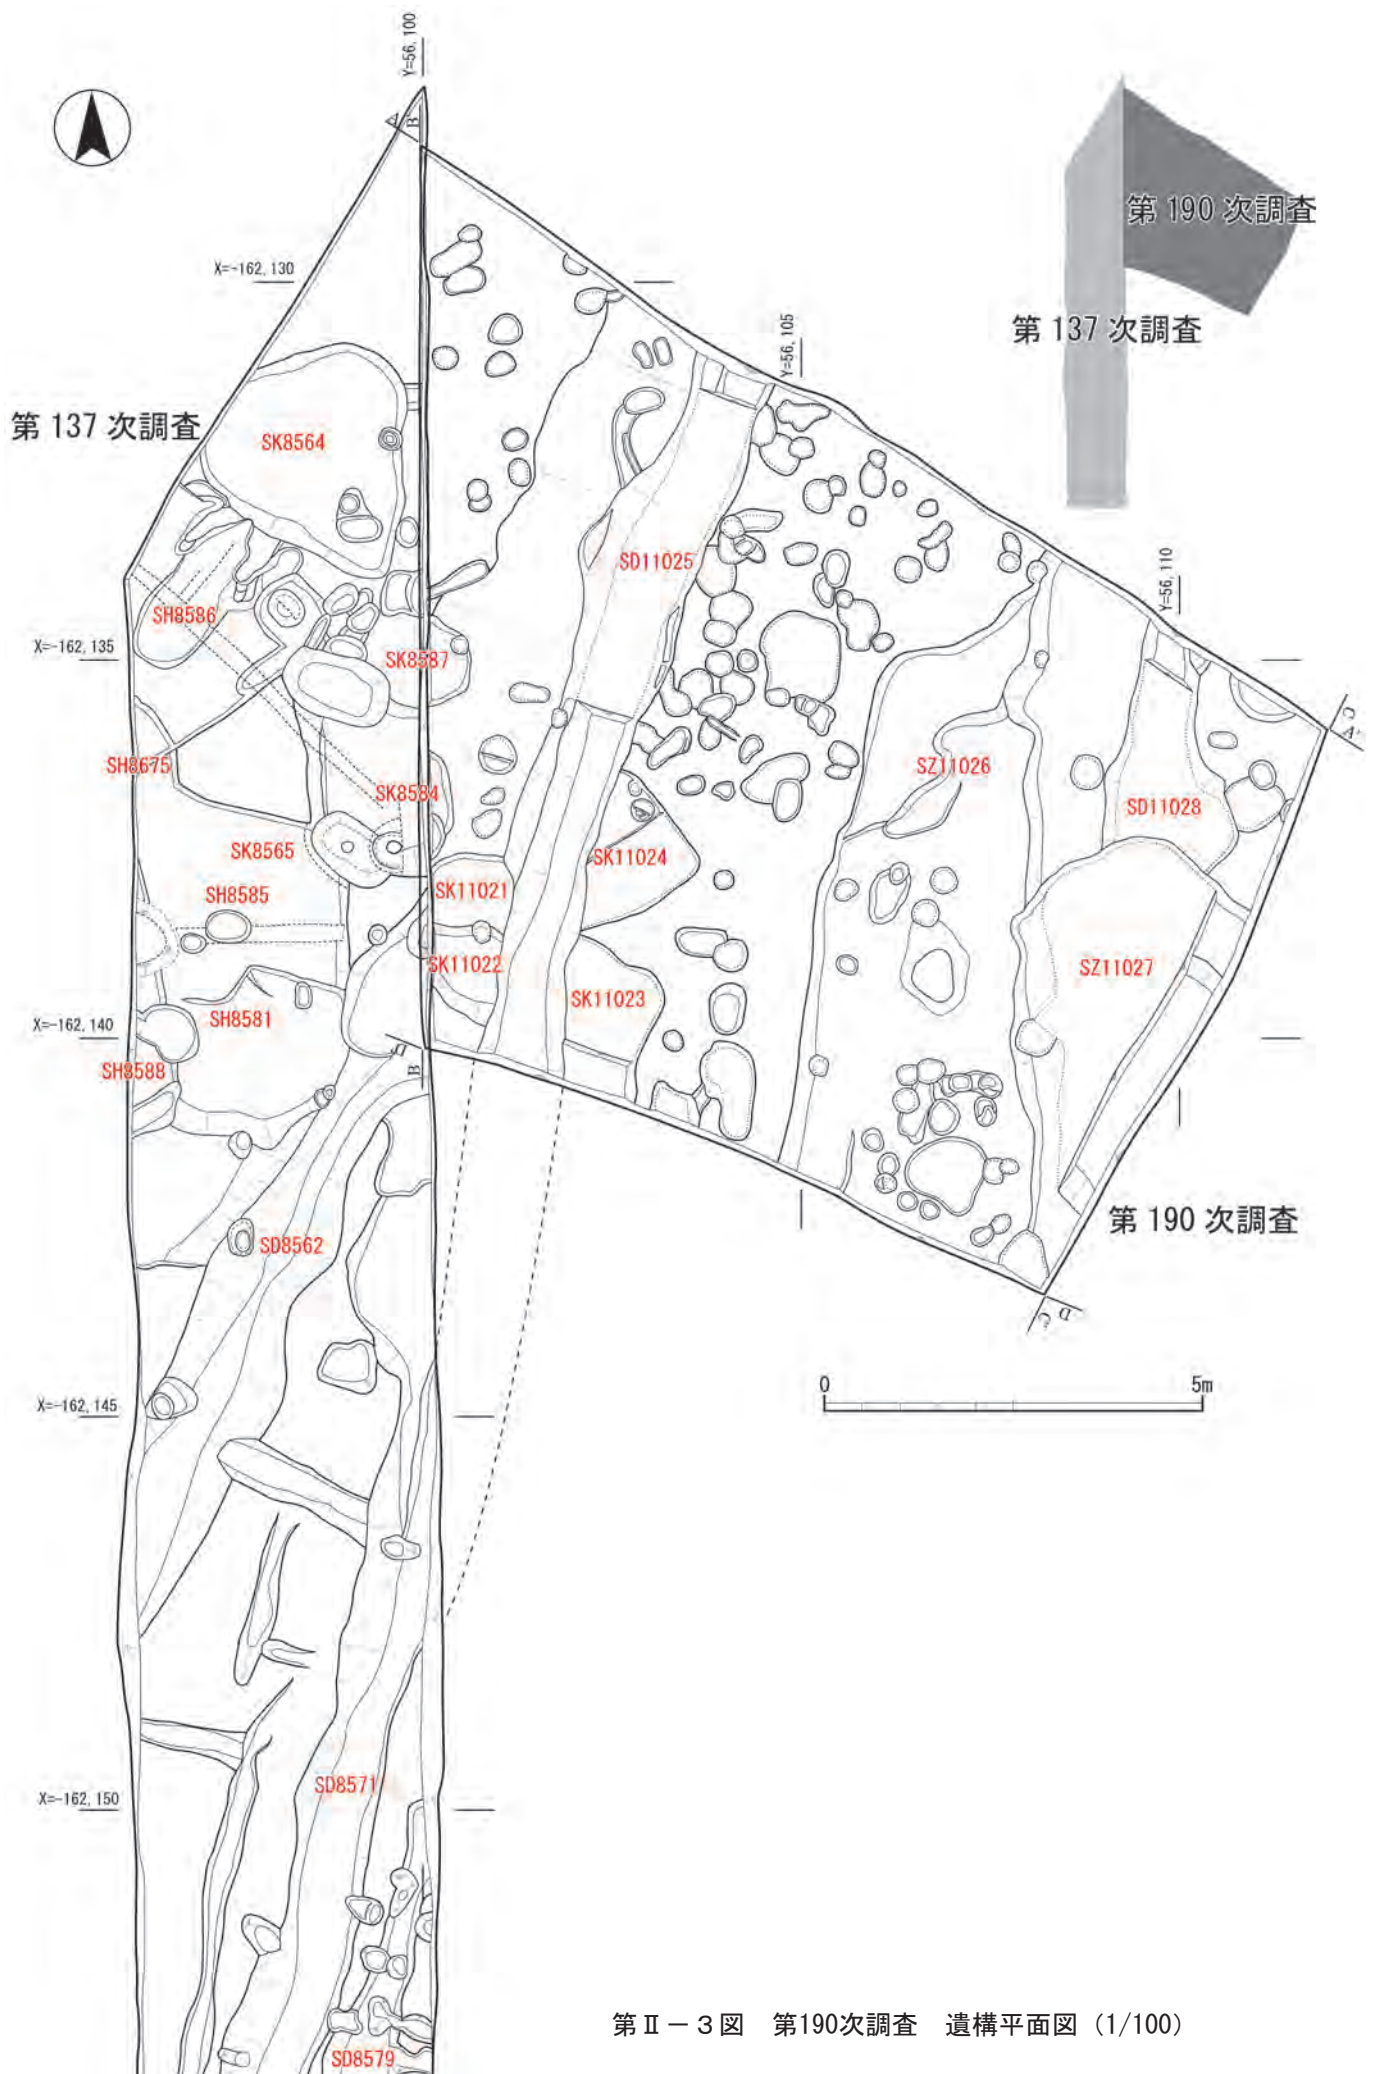 Y=56,100
A
B'
第 190 次調査
X=-162,130
Y=56,105
第 137 次調査
第 137 次調査
SK8564
SD11025
Y=56,110
SH8586
X=-162,135
SK8587
C
A'
SH8675
SZ11026
SK8584
SD11028
SK8565
SK11024
SH8585
SK11021
SK11022
SZ11027
SK11023
SH8581
X=-162,140
D'
B
SH8588
第 190 次調査
SD8562
C'
D
0
5m
X=-162,145
SD8571
X=-162,150
第Ⅱ－３図　第190次調査　遺構平面図（1/100）
SD8579